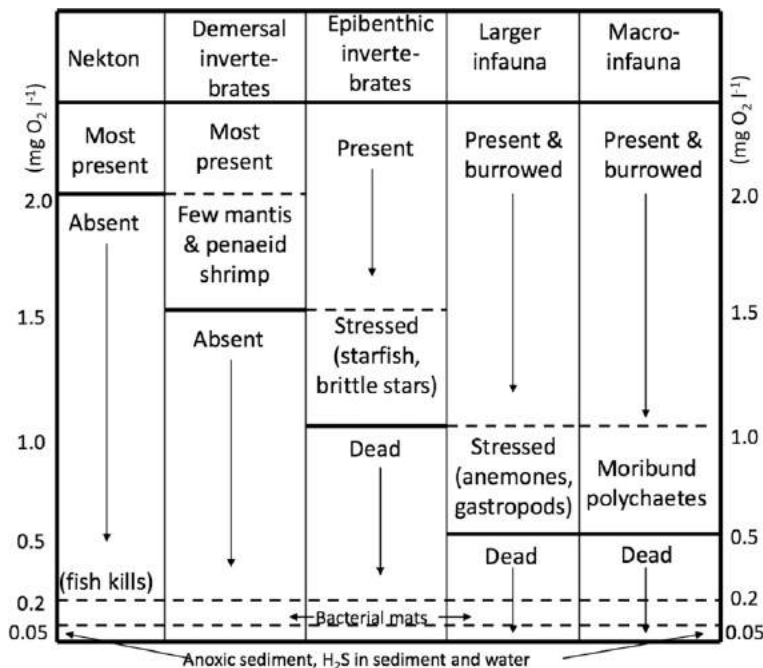 Nekton
Demersal
inverte-
brates
Epibenthic
inverte-
brates
Larger
infauna
Macro-
infauna
(mg O₂ l⁻¹)
(mg O₂ l⁻¹)
Most
present
Most
present
Present
Present &
burrowed
Present &
burrowed
2.0
2.0
Absent
Few mantis
& penaeid
shrimp
1.5
1.5
Absent
Stressed
(starfish,
brittle stars)
1.0
1.0
Dead
Stressed
(anemones,
gastropods)
Moribund
polychaetes
0.5
0.5
Dead
Dead
(fish kills)
0.2
0.2
Bacterial mats
0.05
0.05
Anoxic sediment, H₂S in sediment and water